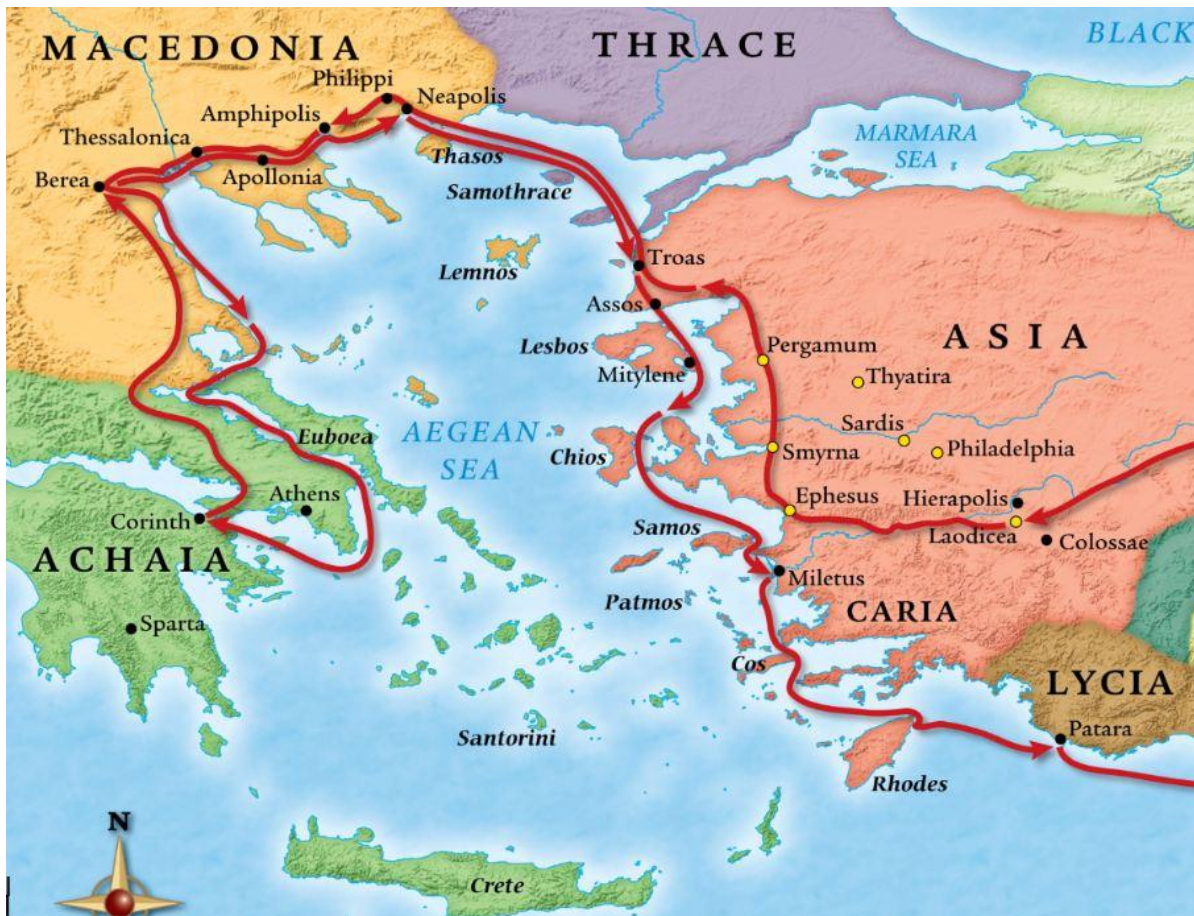 MACEDONIA
THRACE
BLACK
Philippi
Neapolis
Amphipolis
Thessalonica
MARMARA
SEA
Thasos
Berea
Apollonia
Samothrace
Troas
Lemnos
Assos
ASIA
Lesbos
Pergamum
Mitylene
Thyatira
Sardis
Euboea
AEGEAN
SEA
Chios
Smyrna
Philadelphia
Athens
Ephesus
Hierapolis
Corinth
Samos
Laodicea
Colossae
ACHAIA
Miletus
Patmos
CARIA
Sparta
Cos
LYCIA
Santorini
Patara
Rhodes
N
Crete